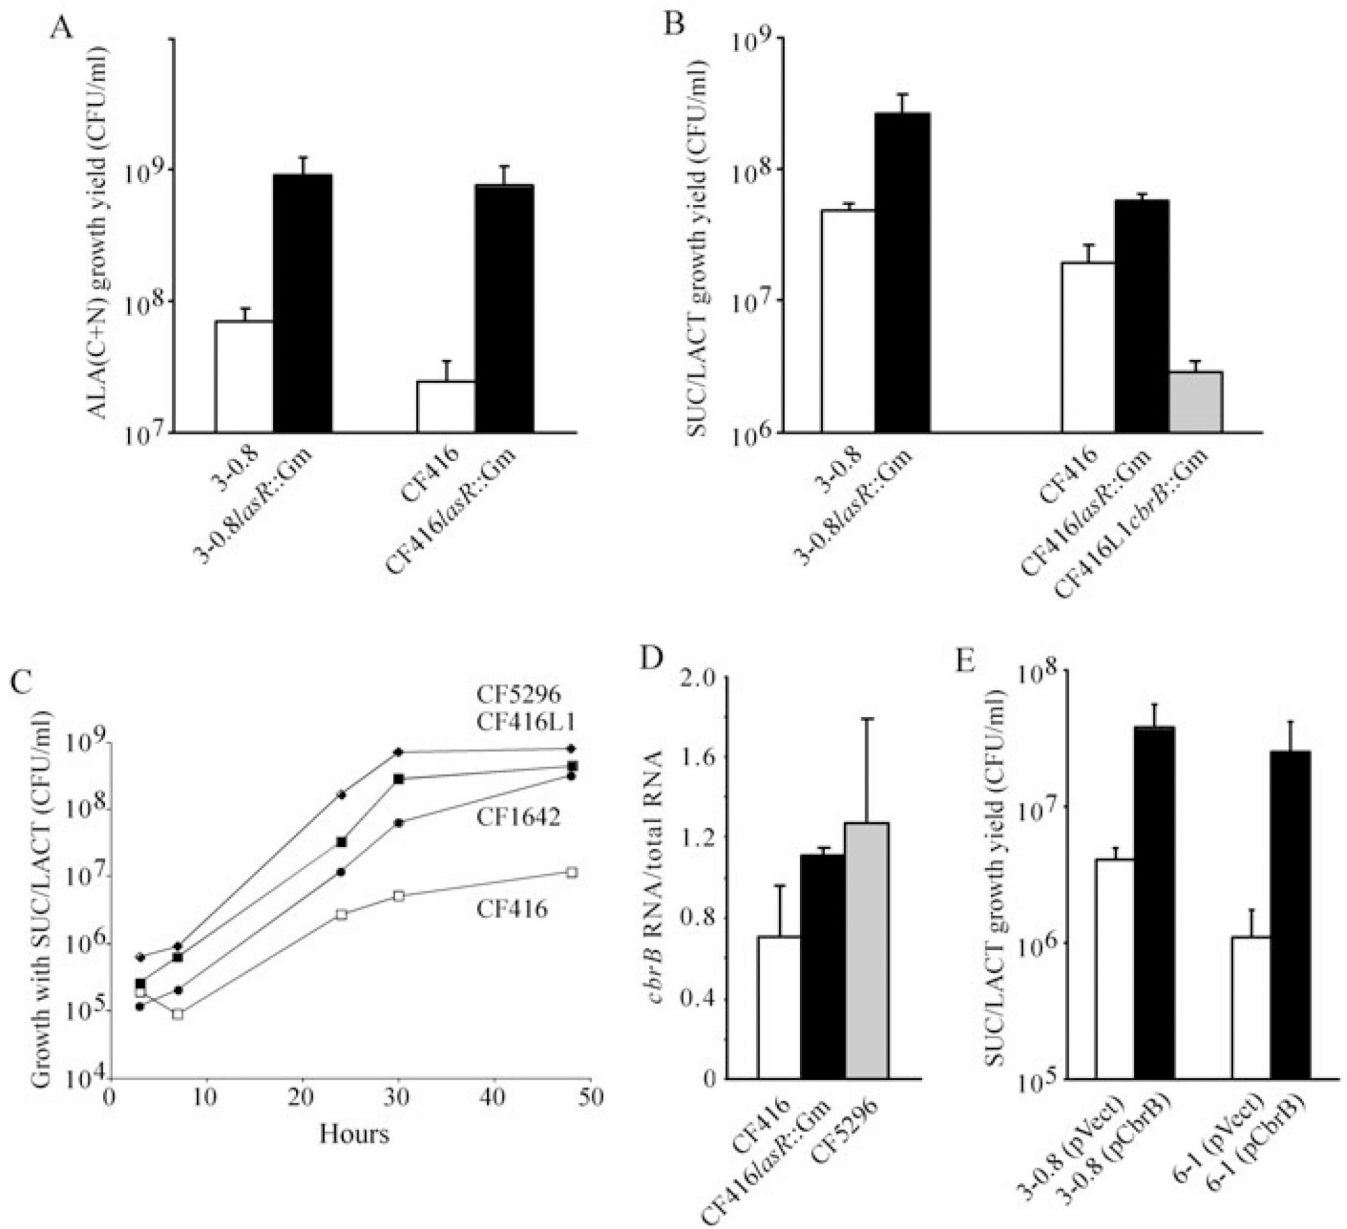 A
ALA(C+N) growth yield (CFU/ml)
10^9
10^8
10^7
3-0.8
3-0.8lasR::Gm
CF416
CF416lasR::Gm
B
SUC/LACT growth yield (CFU/ml)
10^9
10^8
10^7
10^6
3-0.8
3-0.8lasR::Gm
CF416
CF416lasR::Gm
CF416L1cbrB::Gm
C
Growth with SUC/LACT (CFU/ml)
10^9
10^8
10^7
10^6
10^5
10^4
0 10 20 30 40 50
Hours
CF5296
CF416L1
CF1642
CF416
D
cbrB RNA/total RNA
2.0
1.6
1.2
0.8
0.4
0
CF416
CF416lasR::Gm
CF5296
E
SUC/LACT growth yield (CFU/ml)
10^8
10^7
10^6
10^5
3-0.8 (pVect)
3-0.8 (pCbrB)
6-1 (pVect)
6-1 (pCbrB)